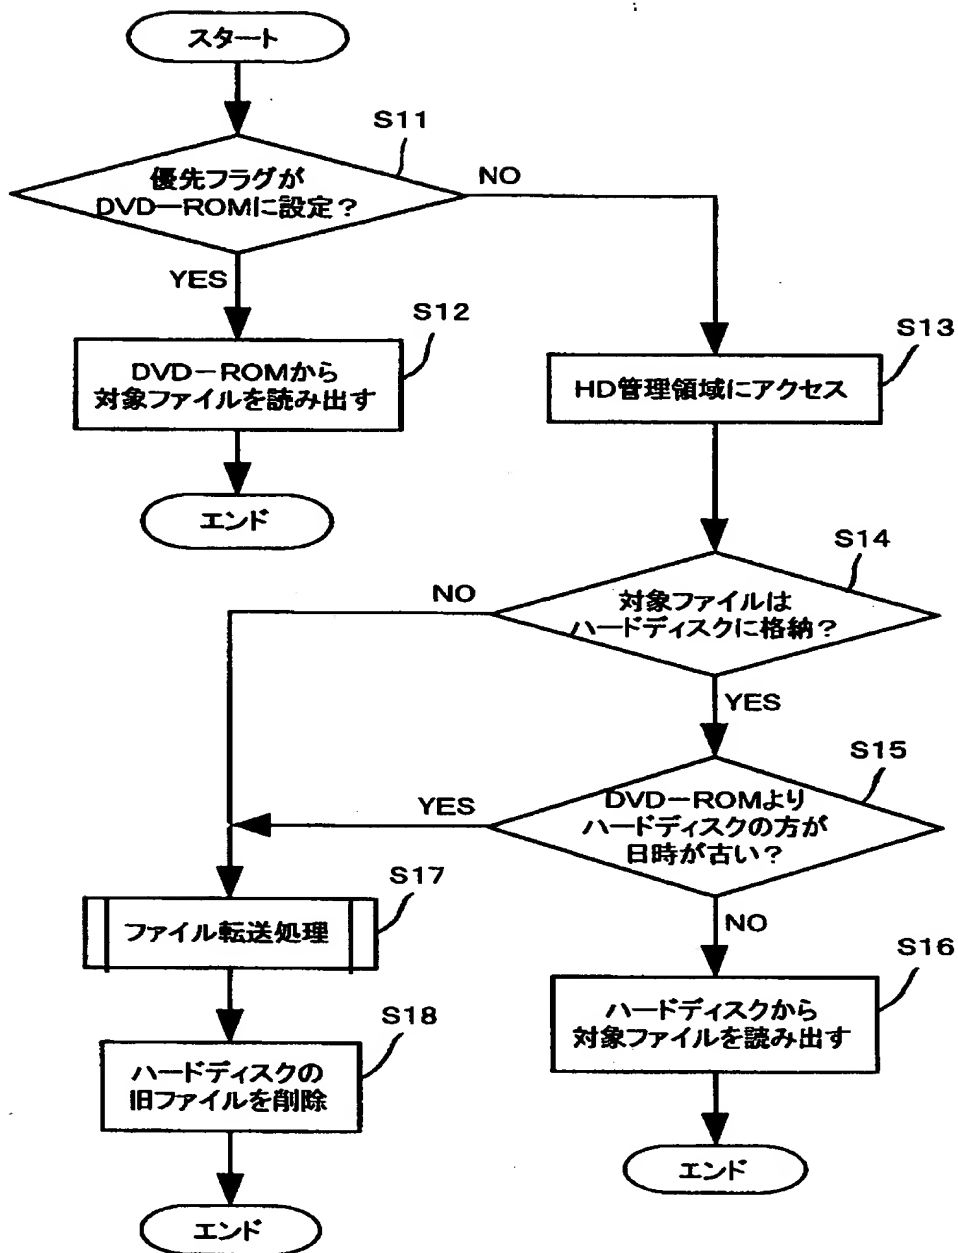 スタート
S11
優先フラグが
DVD-ROMに設定?
NO
YES
S12
DVD-ROMから
対象ファイルを読み出す
S13
HD管理領域にアクセス
エンド
S14
対象ファイルは
ハードディスクに格納?
NO
YES
S15
DVD-ROMより
ハードディスクの方が
日時が古い?
YES
NO
S17
ファイル転送処理
S16
ハードディスクから
対象ファイルを読み出す
S18
ハードディスクの
旧ファイルを削除
エンド
エンド